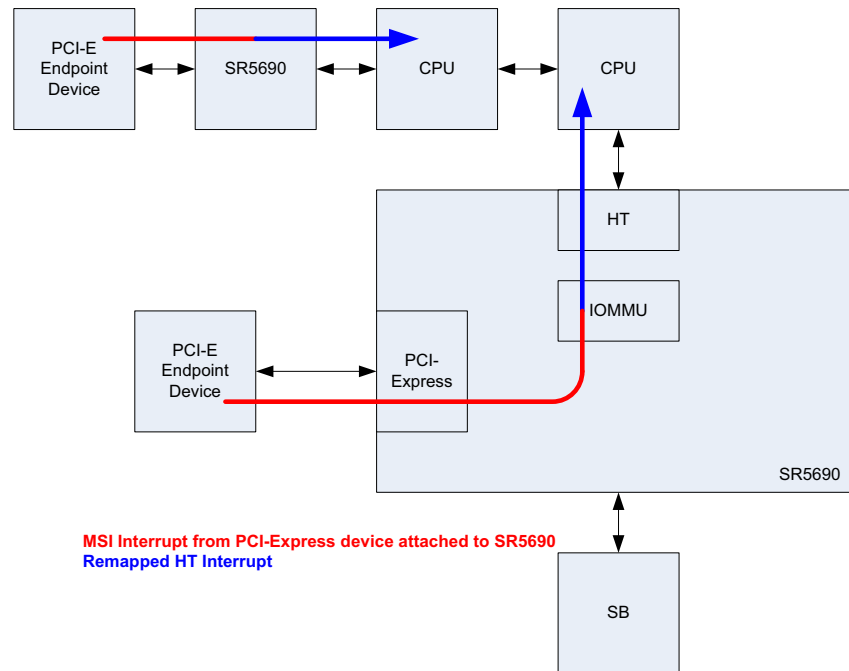 PCI-E
Endpoint
Device
SR5690
CPU
CPU
HT
IOMMU
PCI-E
Endpoint
Device
PCI-
Express
SR5690
MSI Interrupt from PCI-Express device attached to SR5690
Remapped HT Interrupt
SB